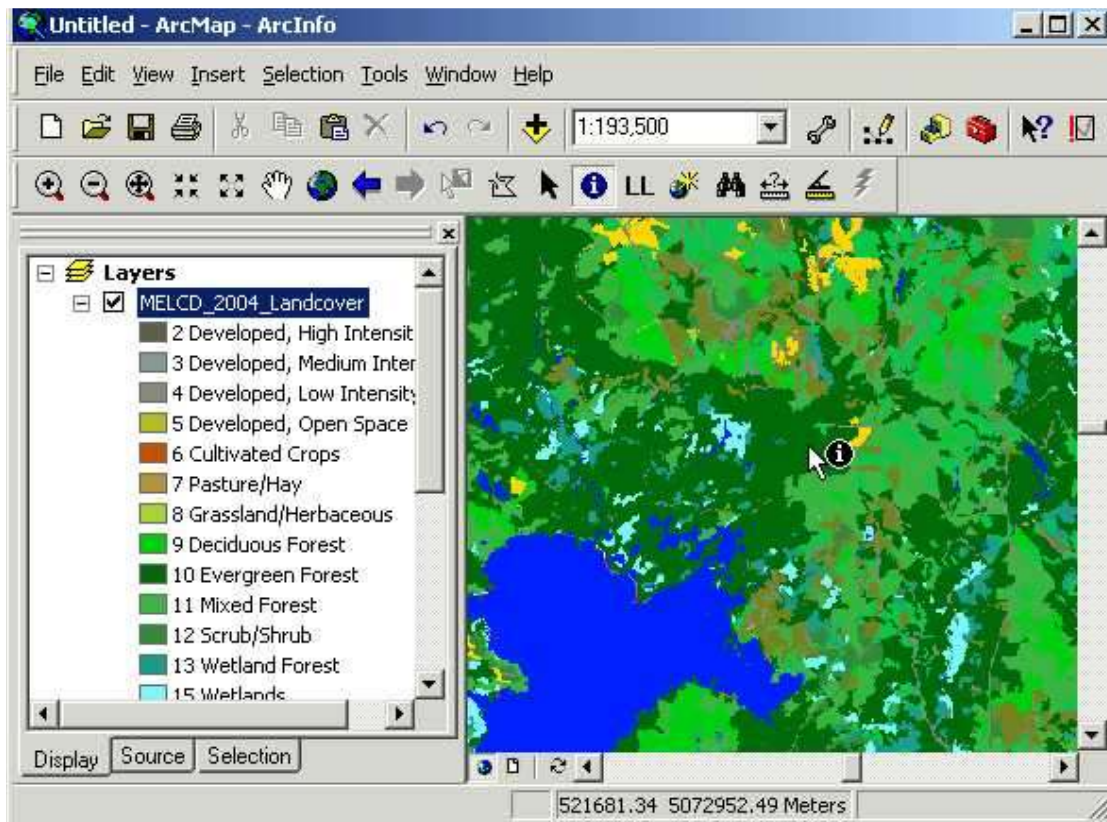 Untitled - ArcMap - ArcInfo
File Edit View Insert Selection Tools Window Help
1:193,500
LL
Layers
MELCD_2004_Landcover
2 Developed, High Intensit
3 Developed, Medium Inter
4 Developed, Low Intensity
5 Developed, Open Space
6 Cultivated Crops
7 Pasture/Hay
8 Grassland/Herbaceous
9 Deciduous Forest
10 Evergreen Forest
11 Mixed Forest
12 Scrub/Shrub
13 Wetland Forest
15 Wetlands
Display Source Selection
521681.34 5072952.49 Meters